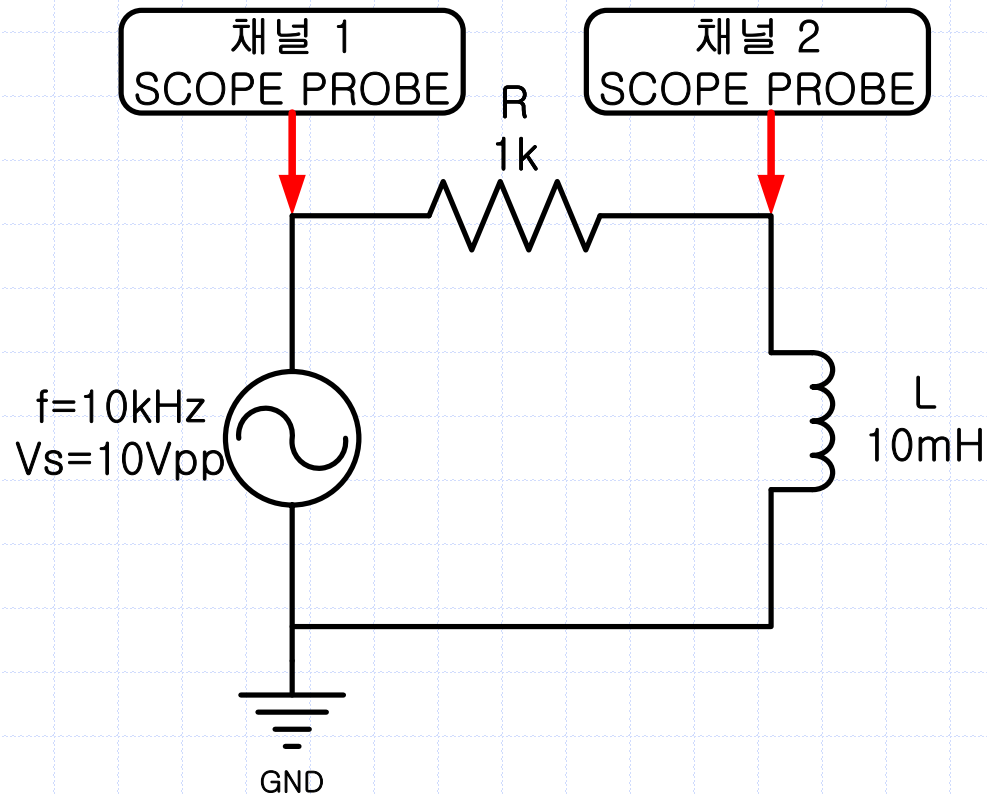 채널 1
SCOPE PROBE
채널 2
SCOPE PROBE
R
1k
f=10kHz
Vs=10Vpp
L
10mH
GND